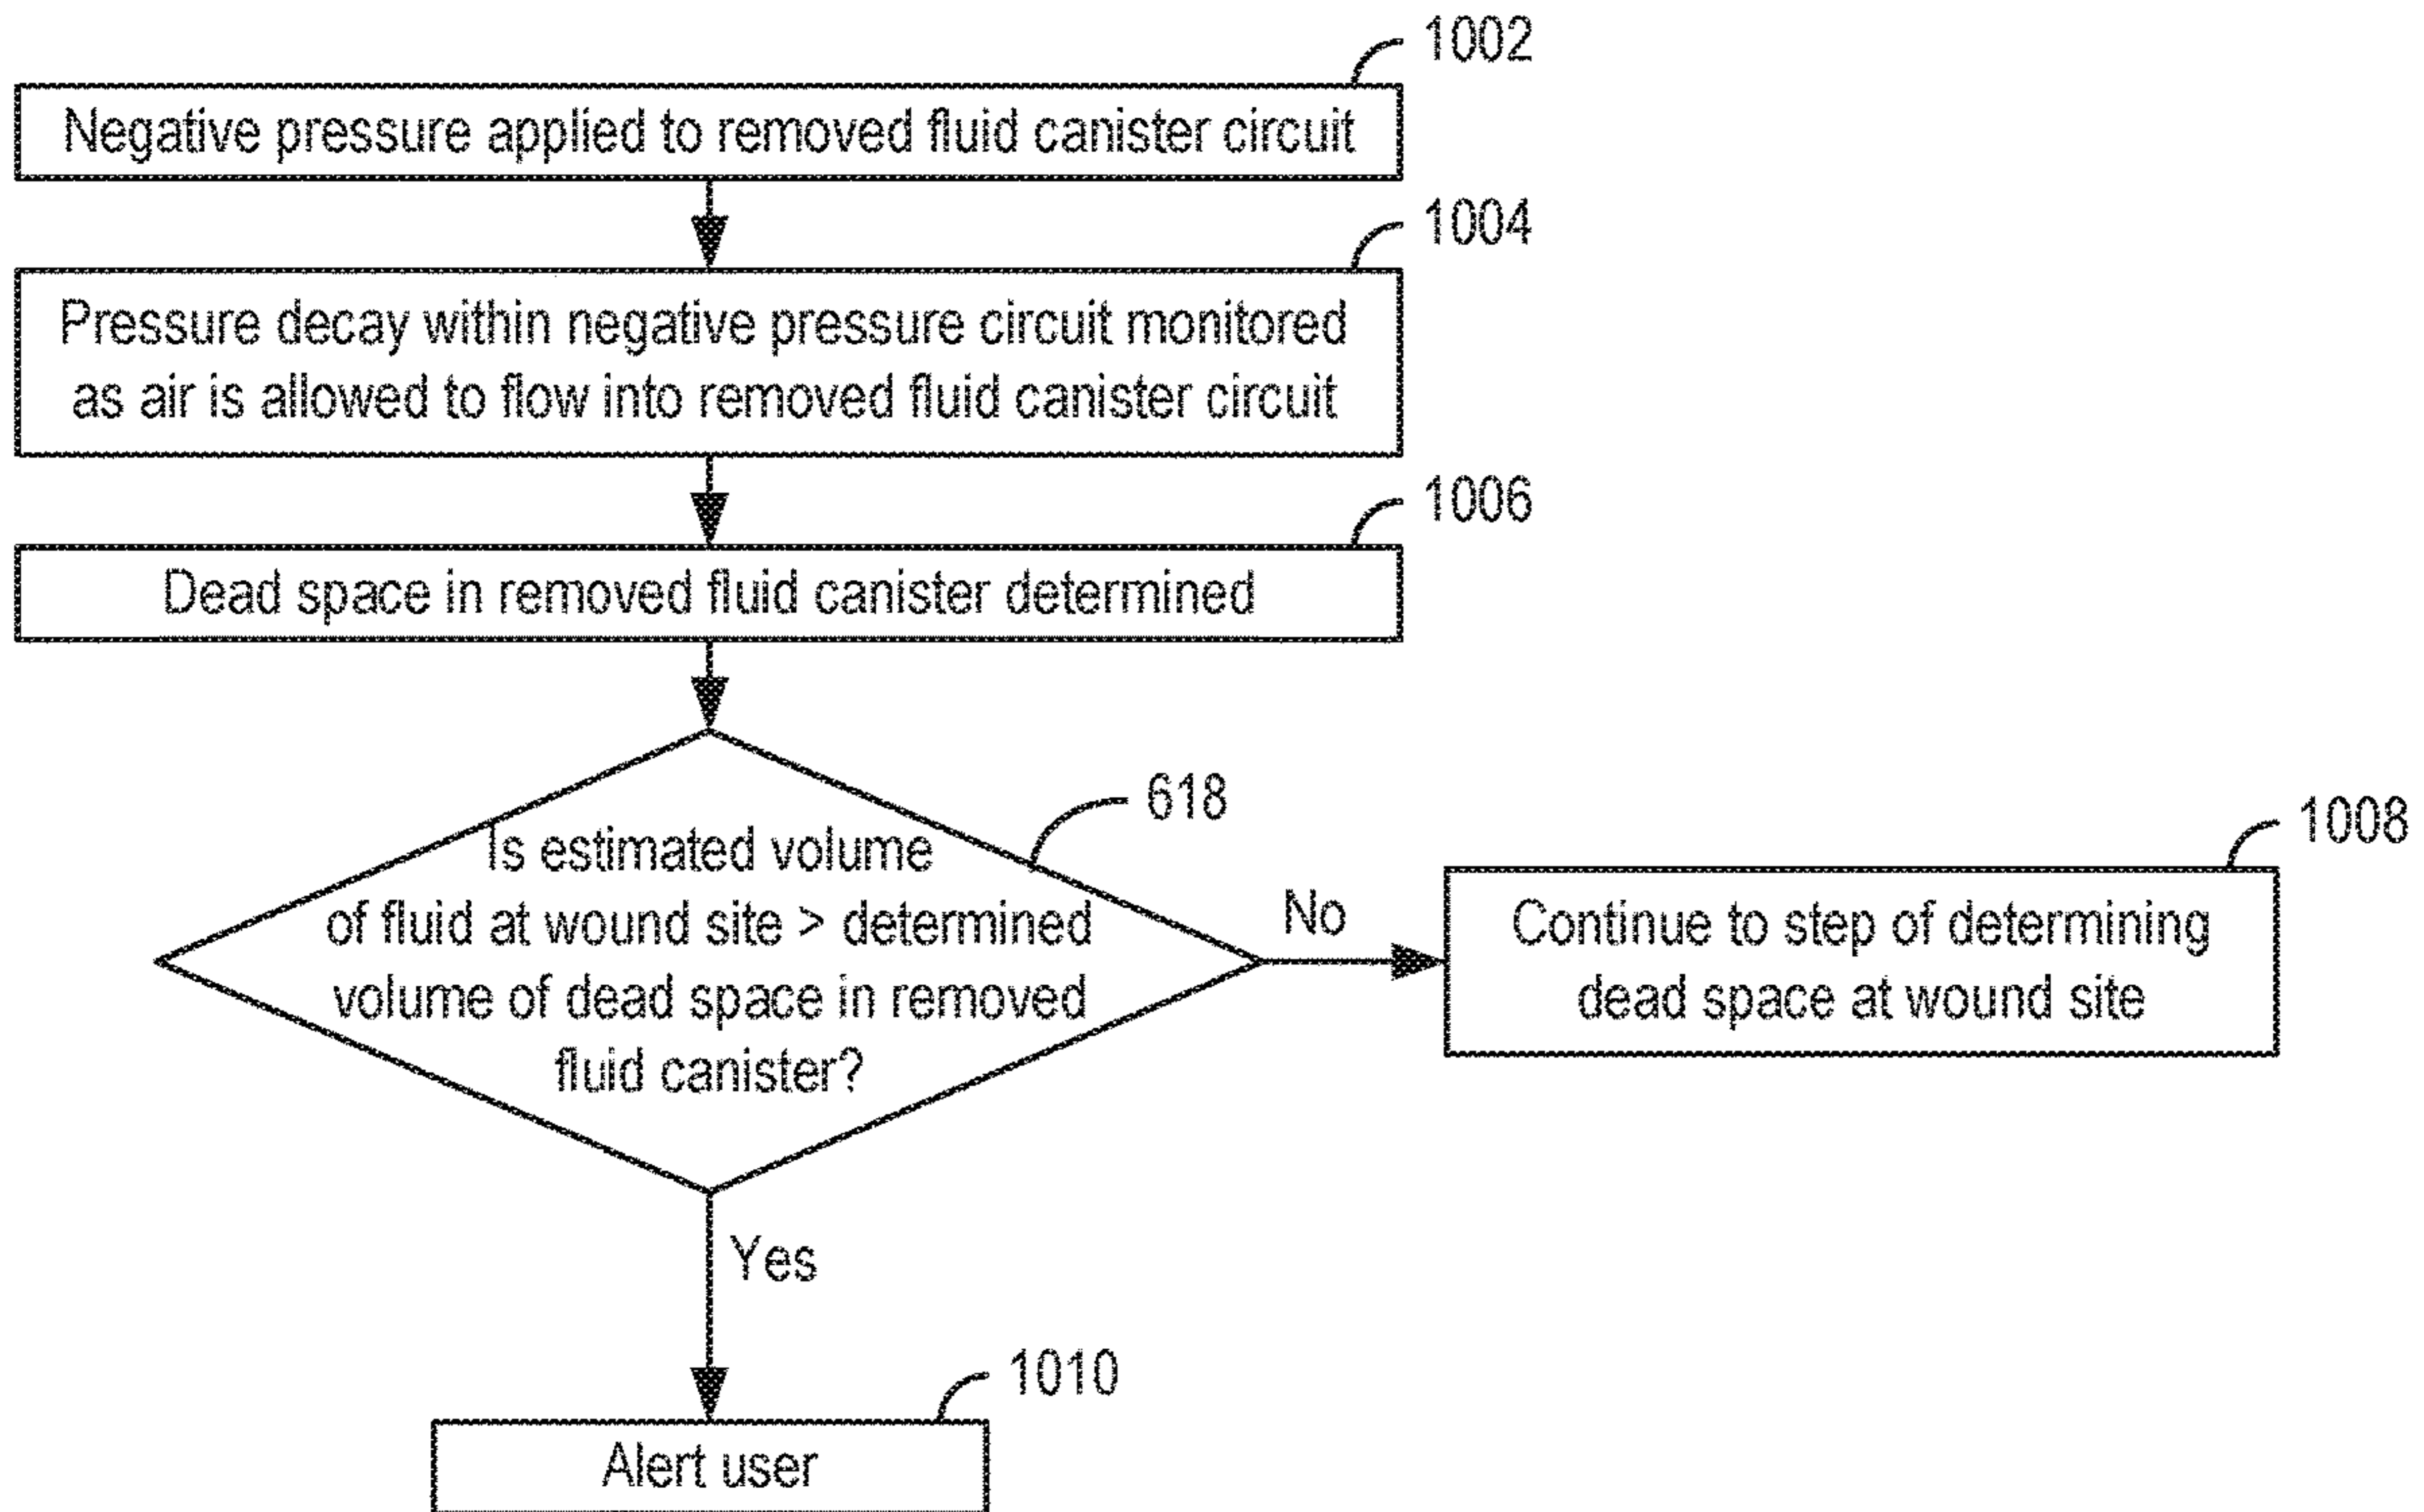 1002
Negative pressure applied to removed fluid canister circuit
1004
Pressure decay within negative pressure circuit monitored
as air is allowed to flow into removed fluid canister circuit
1006
Dead space in removed fluid canister determined
618
Is estimated volume
of fluid at wound site > determined
volume of dead space in removed
fluid canister?
No
1008
Continue to step of determining
dead space at wound site
Yes
1010
Alert user